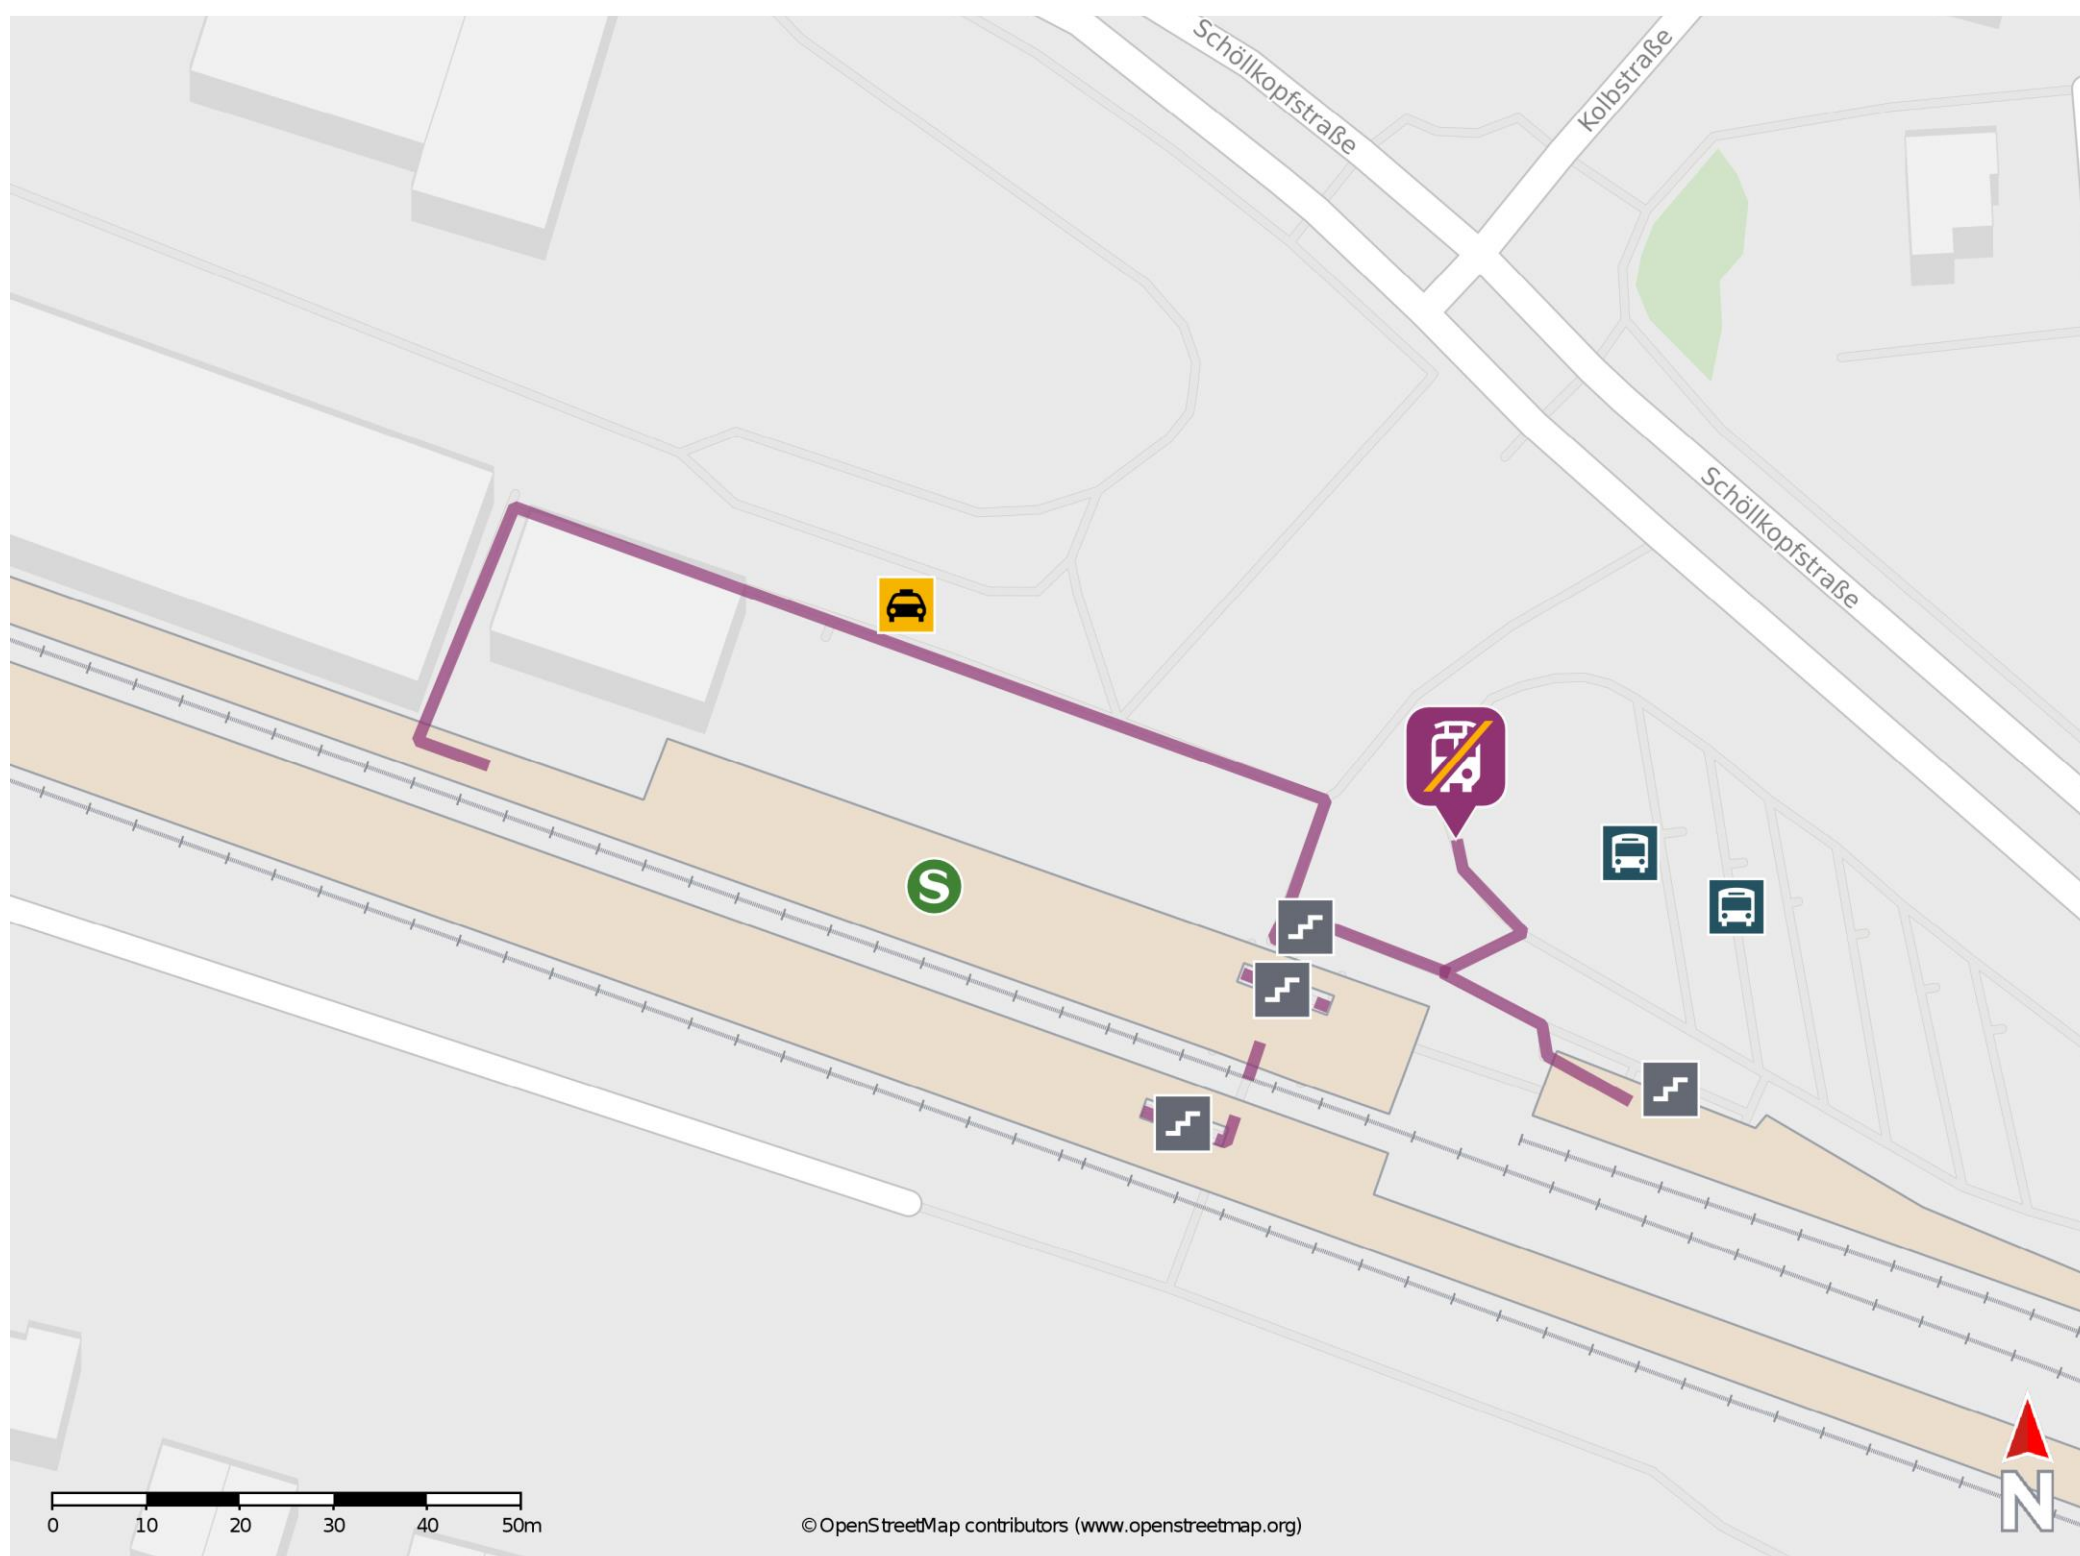 Schöllkopfstraße
Kolbstraße
Schöllkopfstraße
S
0 10 20 30 40 50m
© OpenStreetMap contributors (www.openstreetmap.org)
N